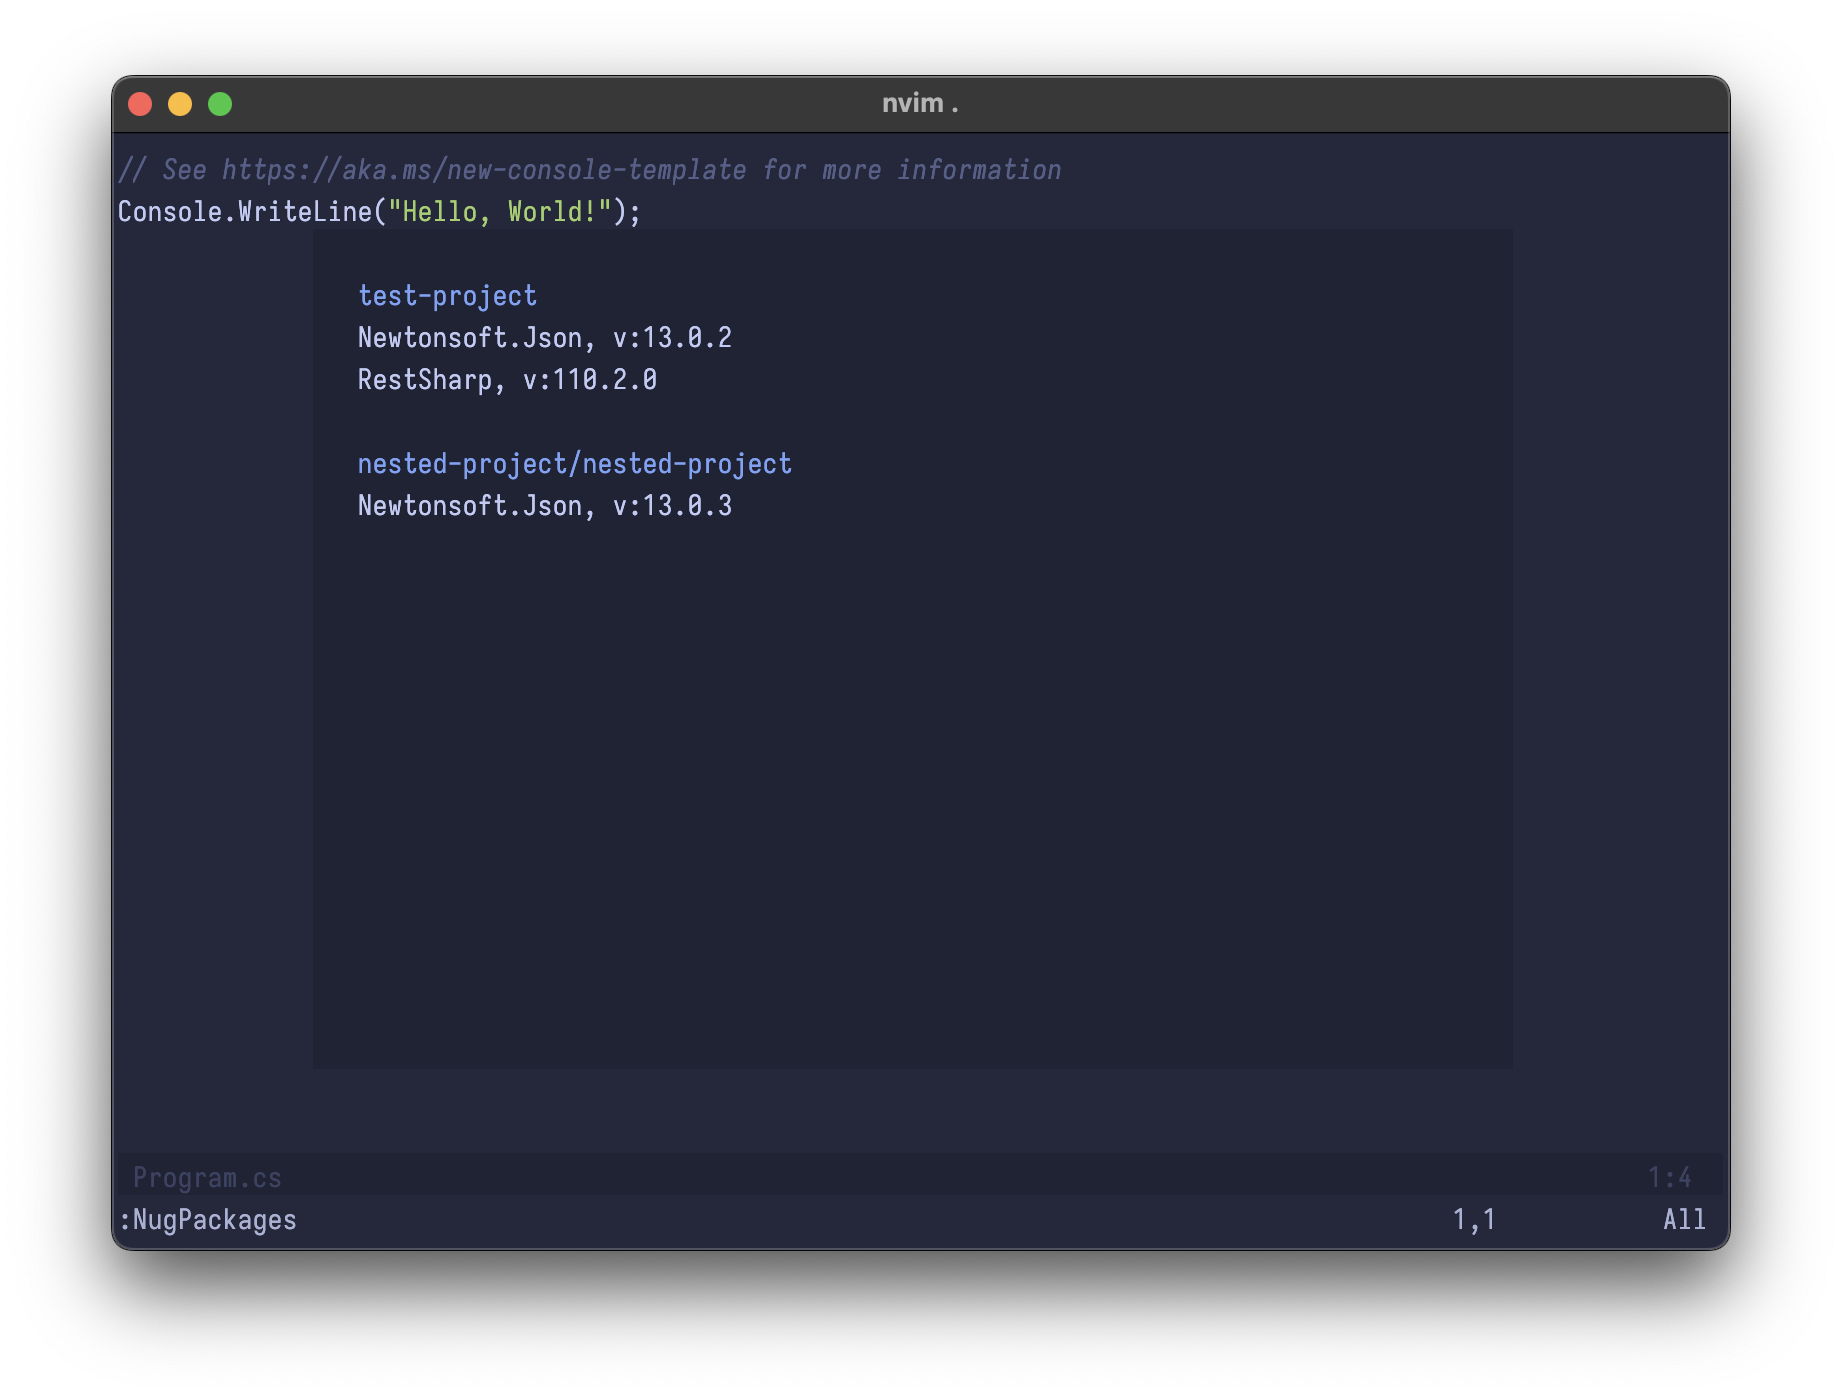 nvim .
// See https://aka.ms/new-console-template for more information
Console.WriteLine("Hello, World!");
test-project
Newtonsoft.Json, v:13.0.2
RestSharp, v:110.2.0
nested-project/nested-project
Newtonsoft.Json, v:13.0.3
Program.cs 1:4
:NugPackages 1,1 All